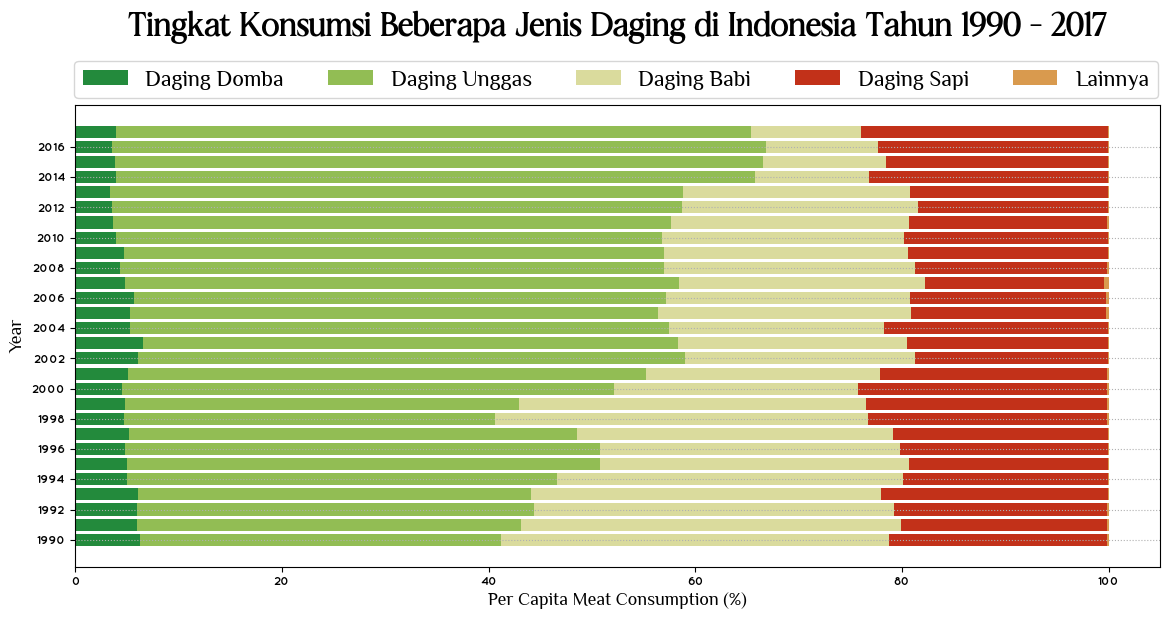 Tingkat Konsumsi Beberapa Jenis Daging di Indonesia Tahun 1990 - 2017
Daging Domba Daging Unggas Daging Babi Daging Sapi Lainnya
2016
2014
2012
2010
2008
2006
2004
2002
2000
1998
1996
1994
1992
1990
Year
0 20 40 60 80 100
Per Capita Meat Consumption (%)